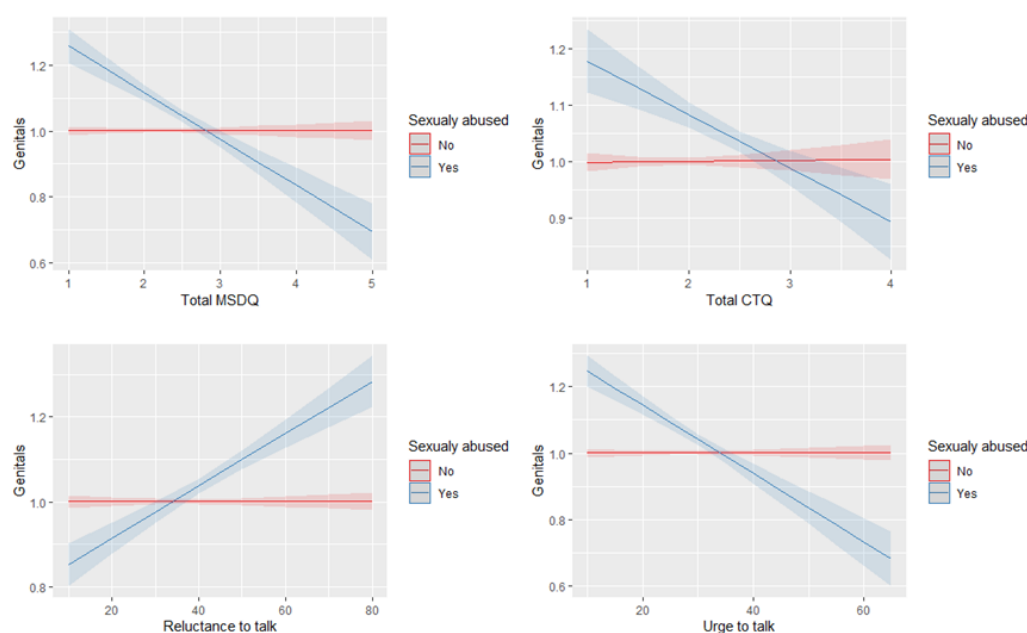 1.2
1.0
0.8
0.6
Genitals
1
2
3
4
5
Total MSDQ
Sexualy abused
No
Yes
1.2
1.1
1.0
0.9
Genitals
1
2
3
4
Total CTQ
Sexualy abused
No
Yes
1.2
1.0
0.8
Genitals
20
40
60
80
Reluctance to talk
Sexualy abused
No
Yes
1.2
1.0
0.8
0.6
Genitals
20
40
60
Urge to talk
Sexualy abused
No
Yes